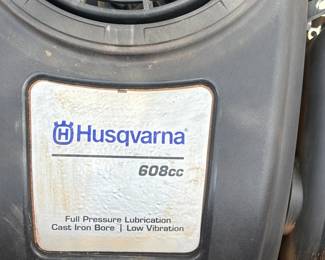 Husqvarna
608cc
Full Pressure Lubrication
Cast Iron Bore | Low Vibration